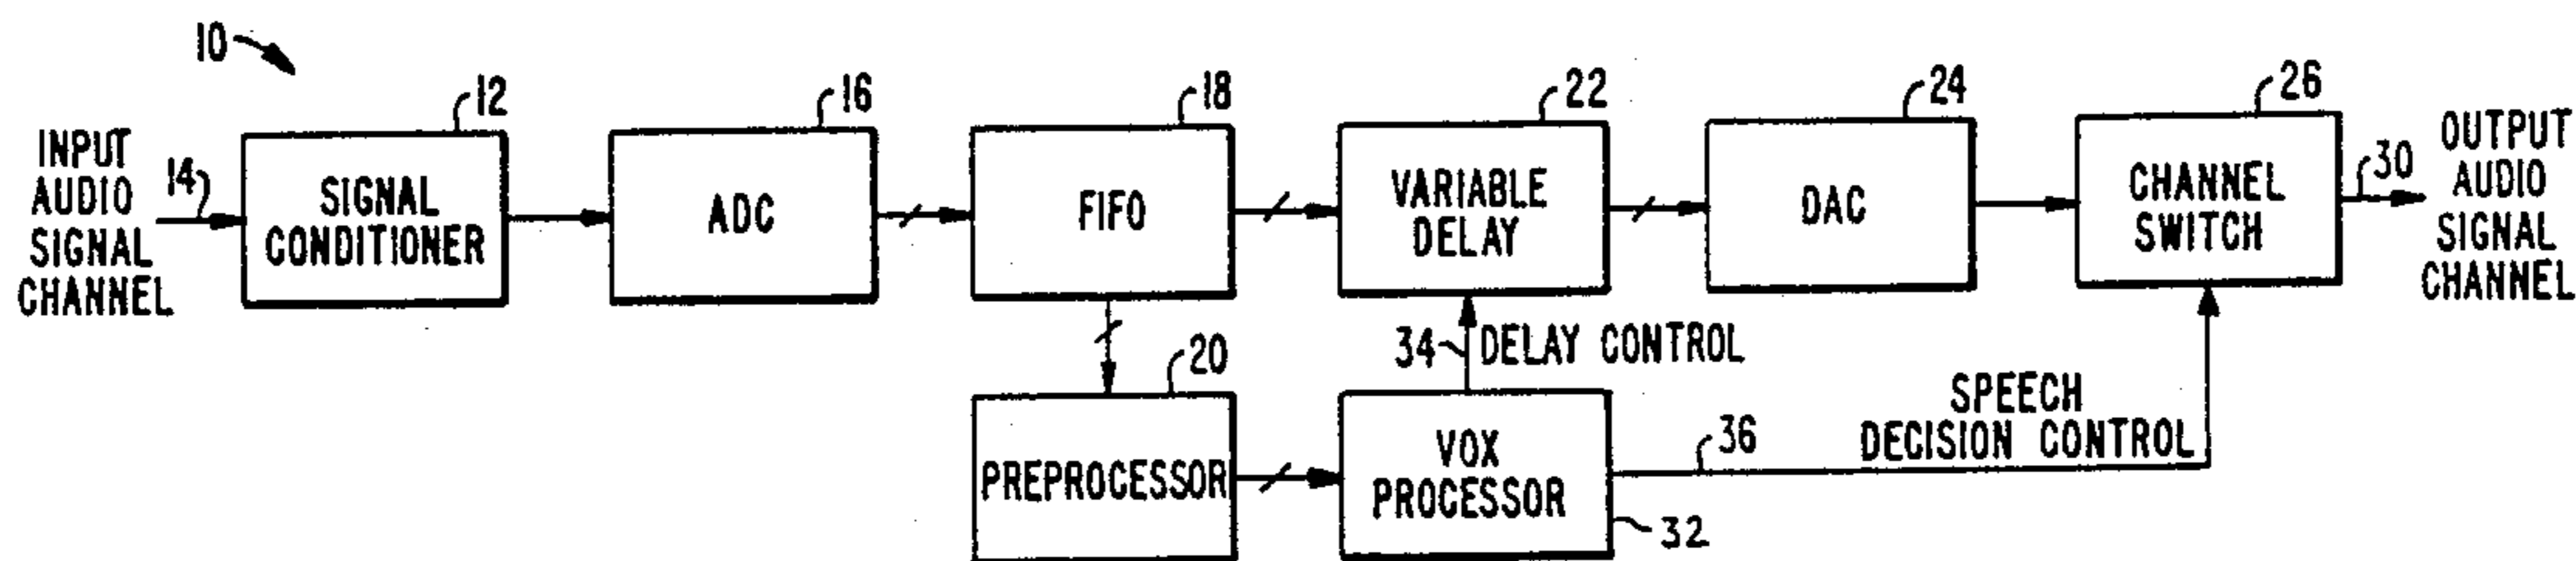 10
INPUT
AUDIO
SIGNAL
CHANNEL
14
12
SIGNAL
CONDITIONER
16
ADC
18
FIFO
22
VARIABLE
DELAY
24
DAC
26
CHANNEL
SWITCH
30
OUTPUT
AUDIO
SIGNAL
CHANNEL
34
DELAY CONTROL
20
PREPROCESSOR
VOX
PROCESSOR
32
36
SPEECH
DECISION CONTROL